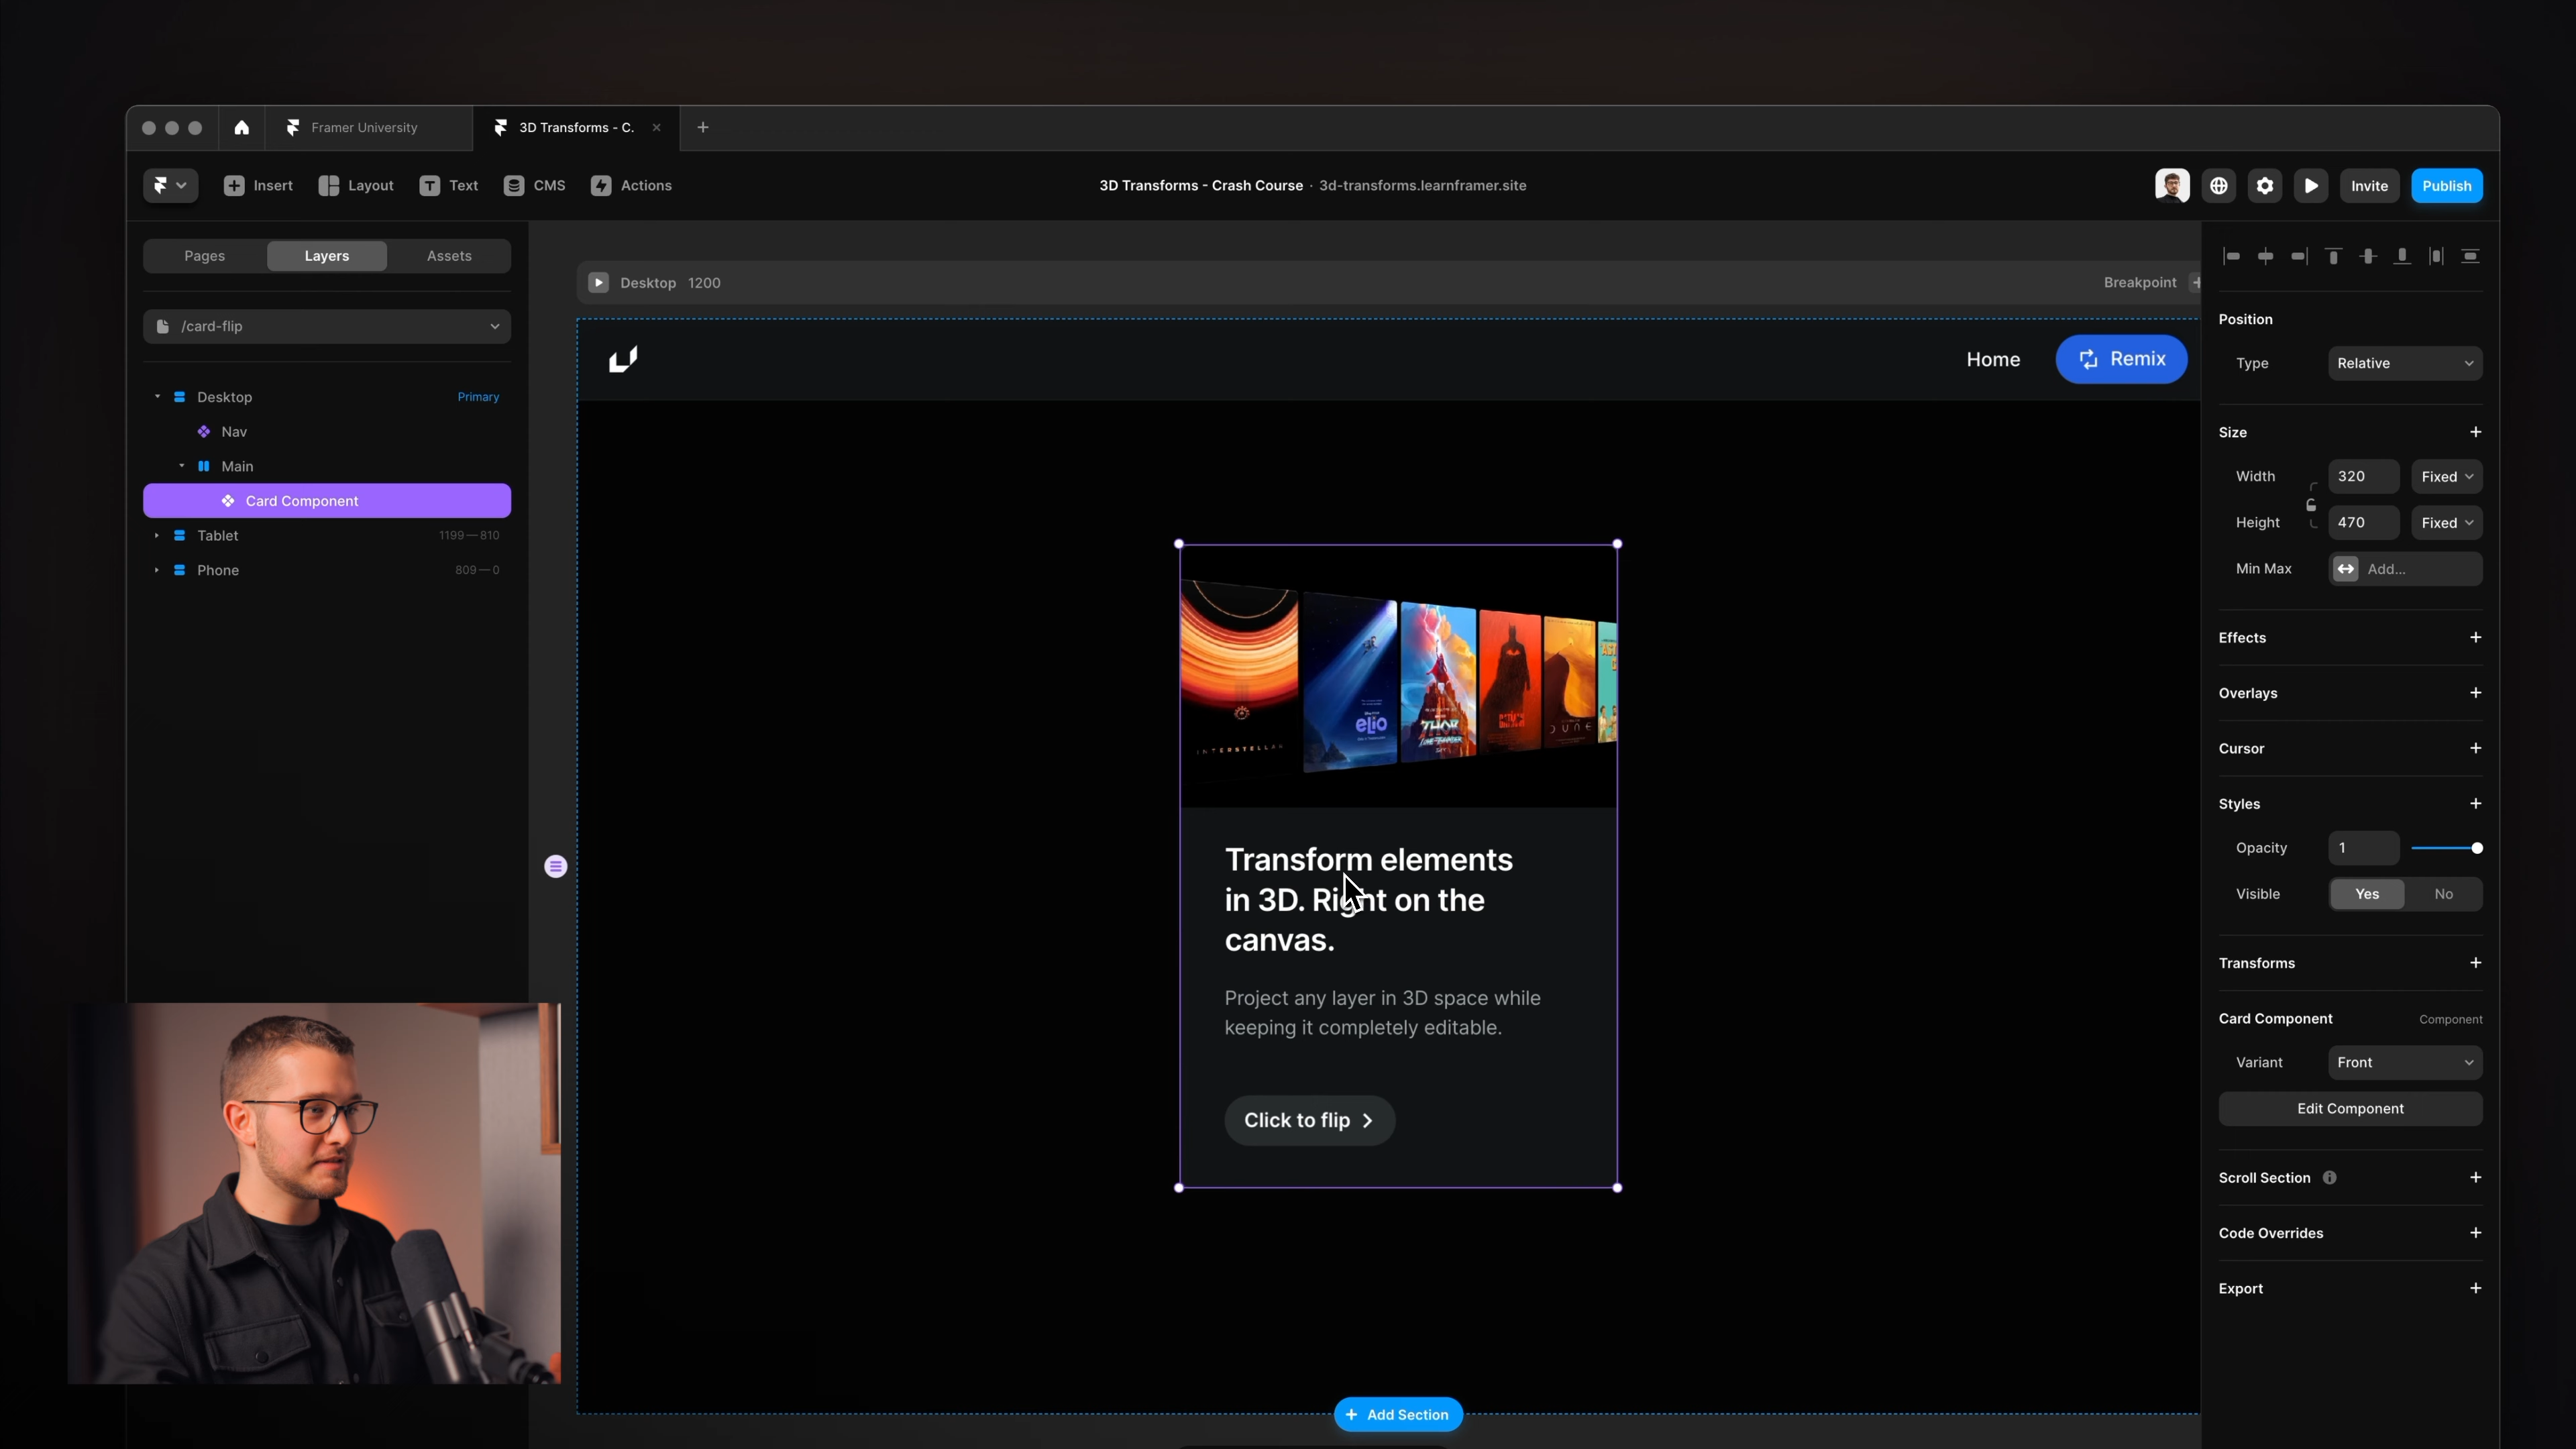 Framer University
3D Transforms - C.
Insert
Layout
Text
CMS
Actions
3D Transforms - Crash Course · 3d-transforms.learnframer.site
Invite
Publish
Pages
Layers
Assets
/card-flip
Desktop
Primary
Nav
Main
Card Component
Tablet
1199—810
Phone
809—0
Desktop 1200
Breakpoint
Home
Remix
INTERSTELLAR
elio
THOR
DUNE
Transform elements
in 3D. Right on the
canvas.
Project any layer in 3D space while
keeping it completely editable.
Click to flip
Add Section
Position
Type
Relative
Size
Width
320
Fixed
Height
470
Fixed
Min Max
Add...
Effects
Overlays
Cursor
Styles
Opacity
1
Visible
Yes
No
Transforms
Card Component
Component
Variant
Front
Edit Component
Scroll Section
Code Overrides
Export